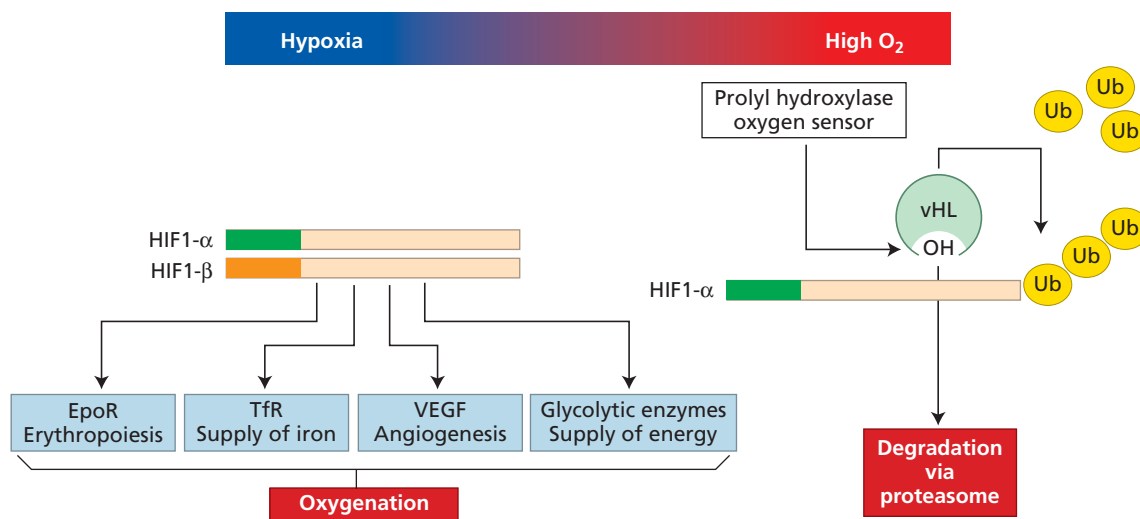 Hypoxia
High O₂
Prolyl hydroxylase
oxygen sensor
Ub
Ub
Ub
vHL
OH
Ub
Ub
Ub
HIF1-α
HIF1-β
HIF1-α
EpoR
Erythropoiesis
TfR
Supply of iron
VEGF
Angiogenesis
Glycolytic enzymes
Supply of energy
Oxygenation
Degradation
via
proteasome